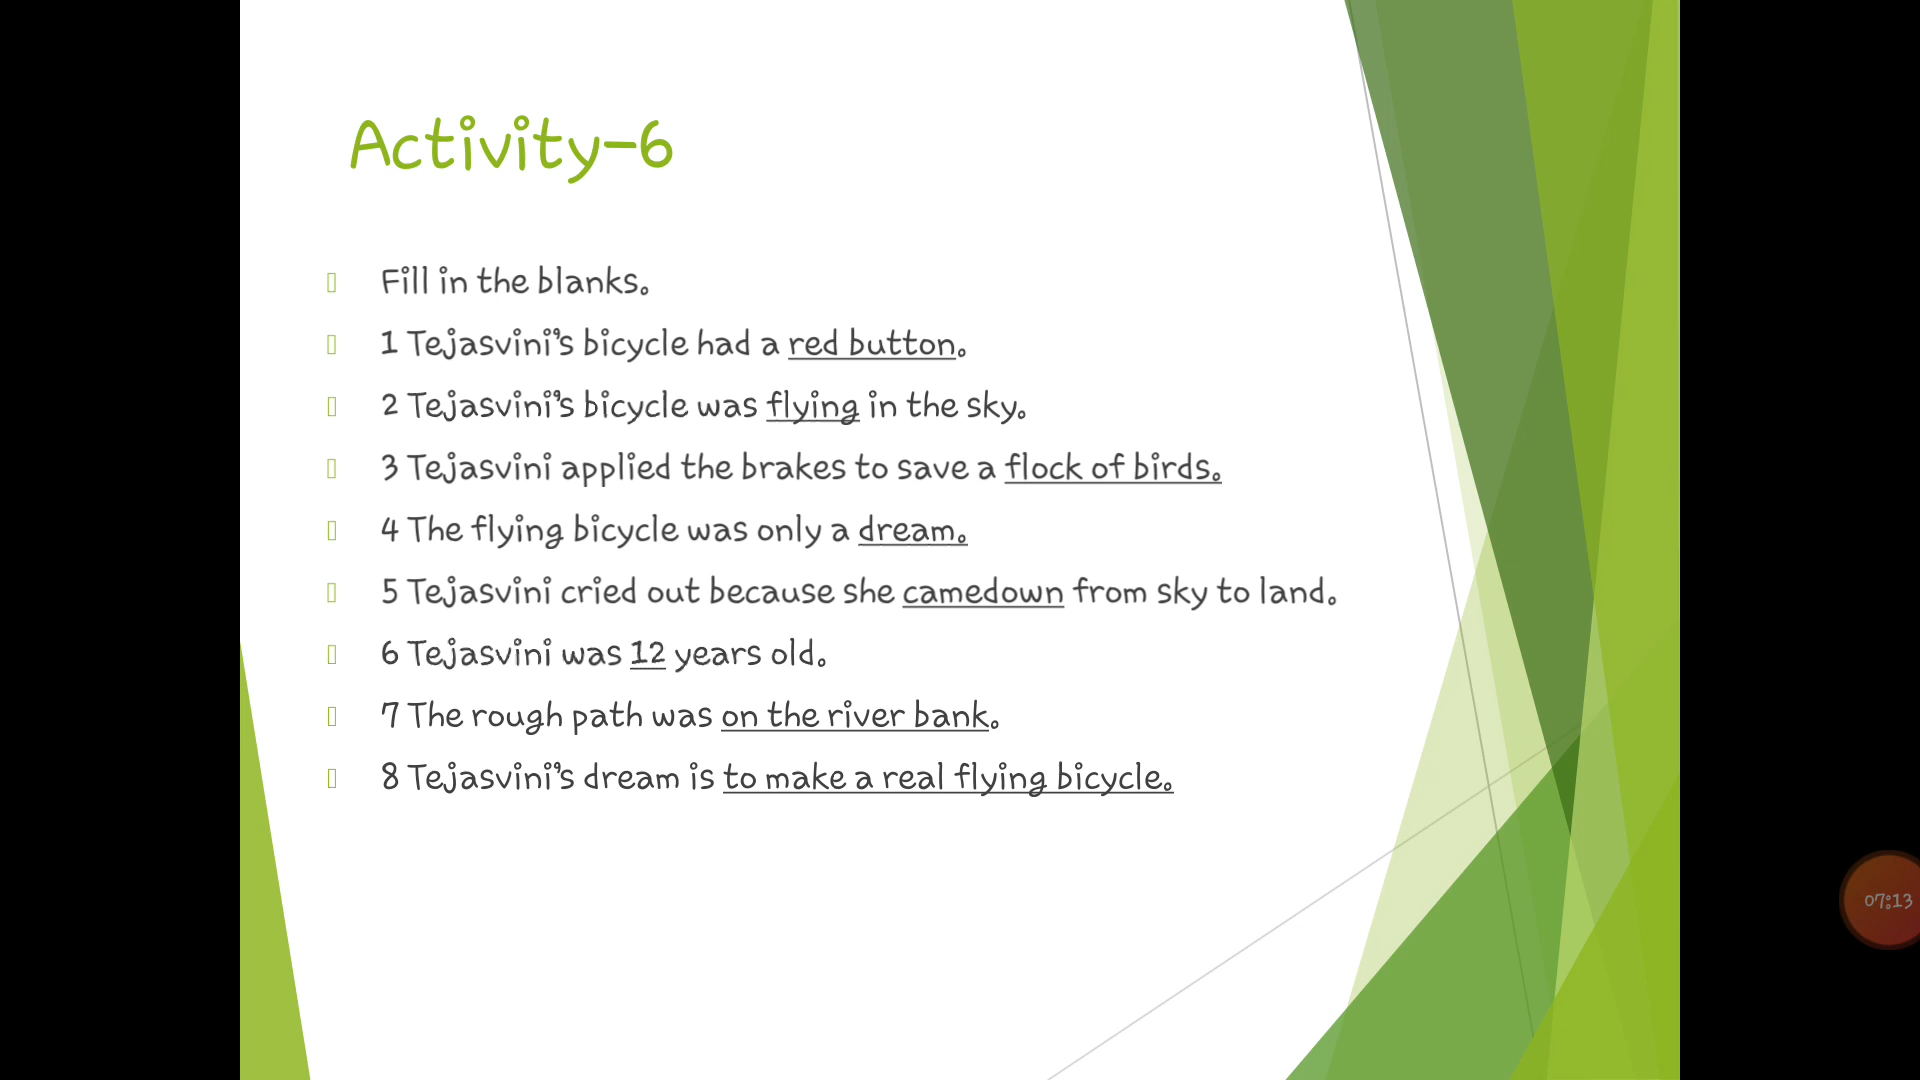 Activity-6
Fill in the blanks.
1 Tejasvini's bicycle had a red button.
2 Tejasvini's bicycle was flying in the sky.
3 Tejasvini applied the brakes to save a flock of birds.
4 The flying bicycle was only a dream.
5 Tejasvini cried out because she camedown from sky to land.
6 Tejasvini was 12 years old.
7 The rough path was on the river bank.
8 Tejasvini's dream is to make a real flying bicycle.
07:13